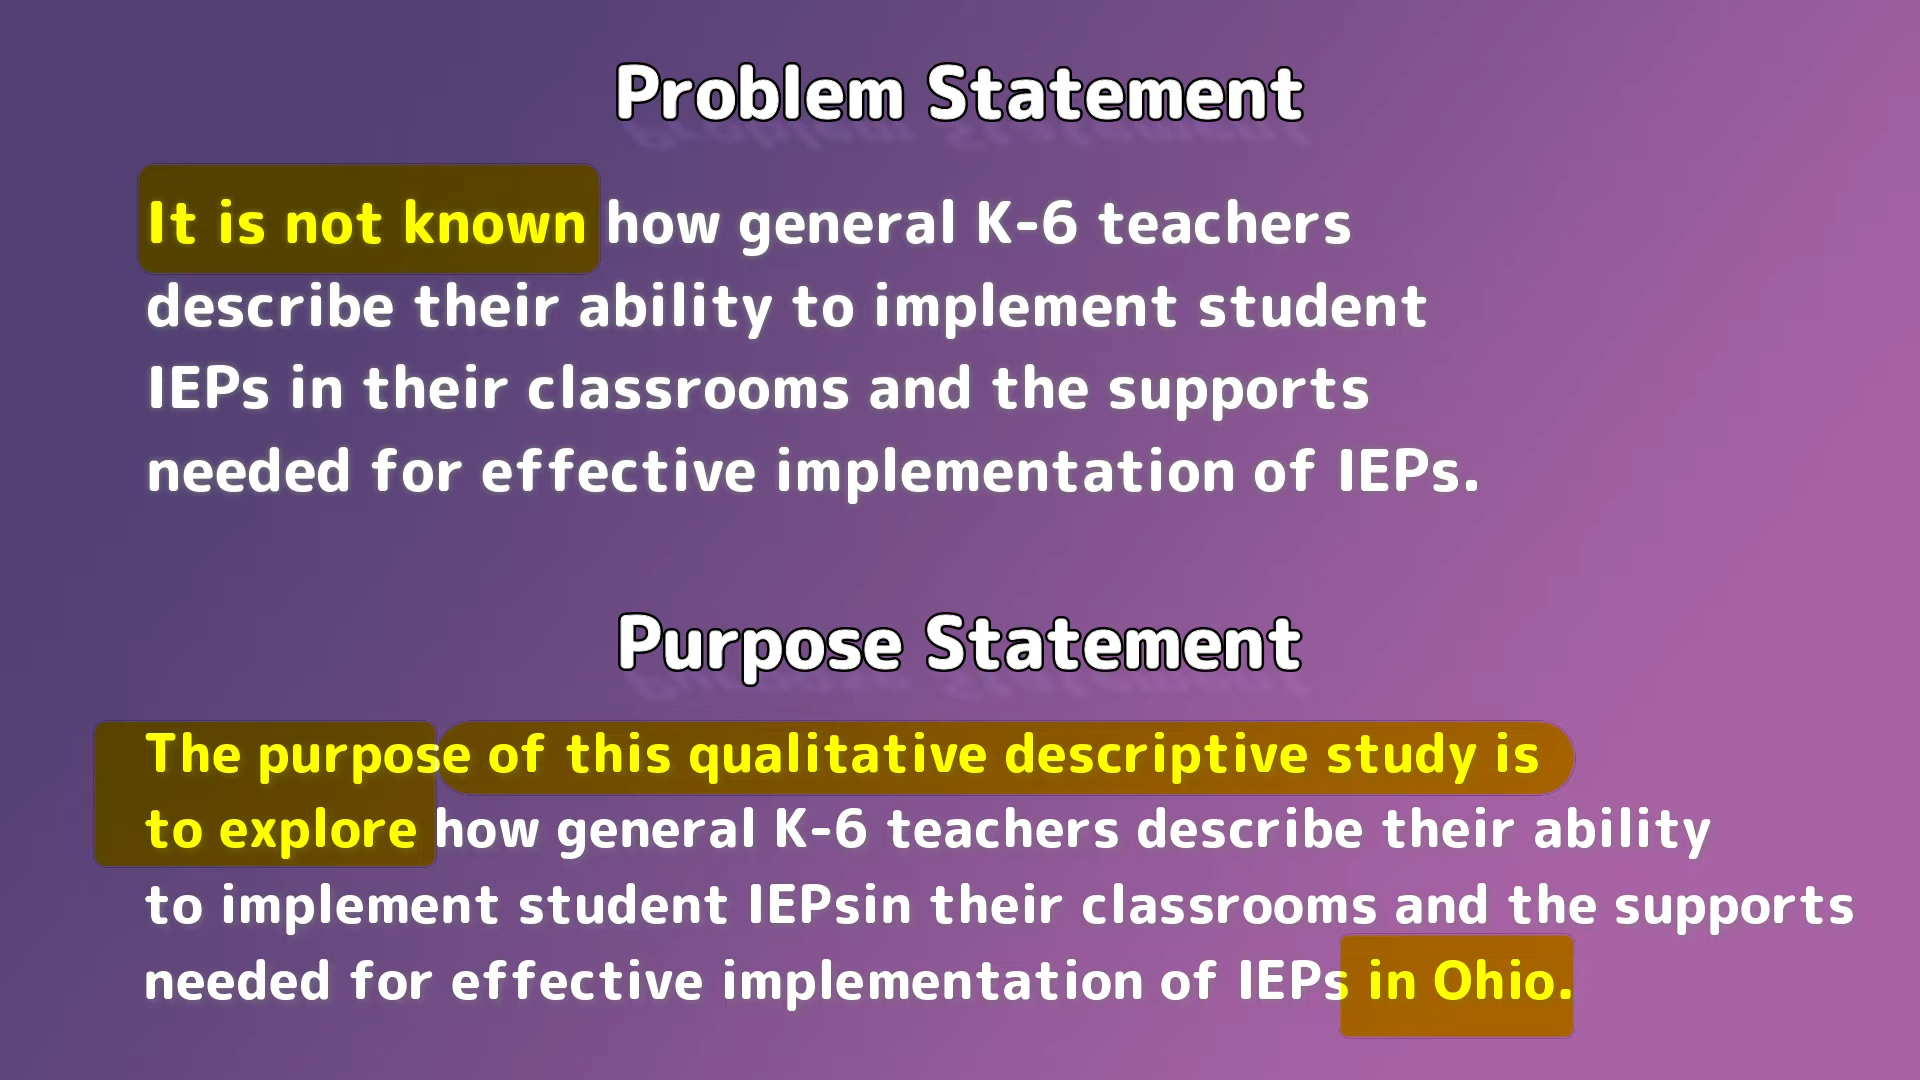 Problem Statement
It is not known how general K-6 teachers
describe their ability to implement student
IEPs in their classrooms and the supports
needed for effective implementation of IEPs.
Purpose Statement
The purpose of this qualitative descriptive study is
to explore how general K-6 teachers describe their ability
to implement student IEPsin their classrooms and the supports
needed for effective implementation of IEPs in Ohio.